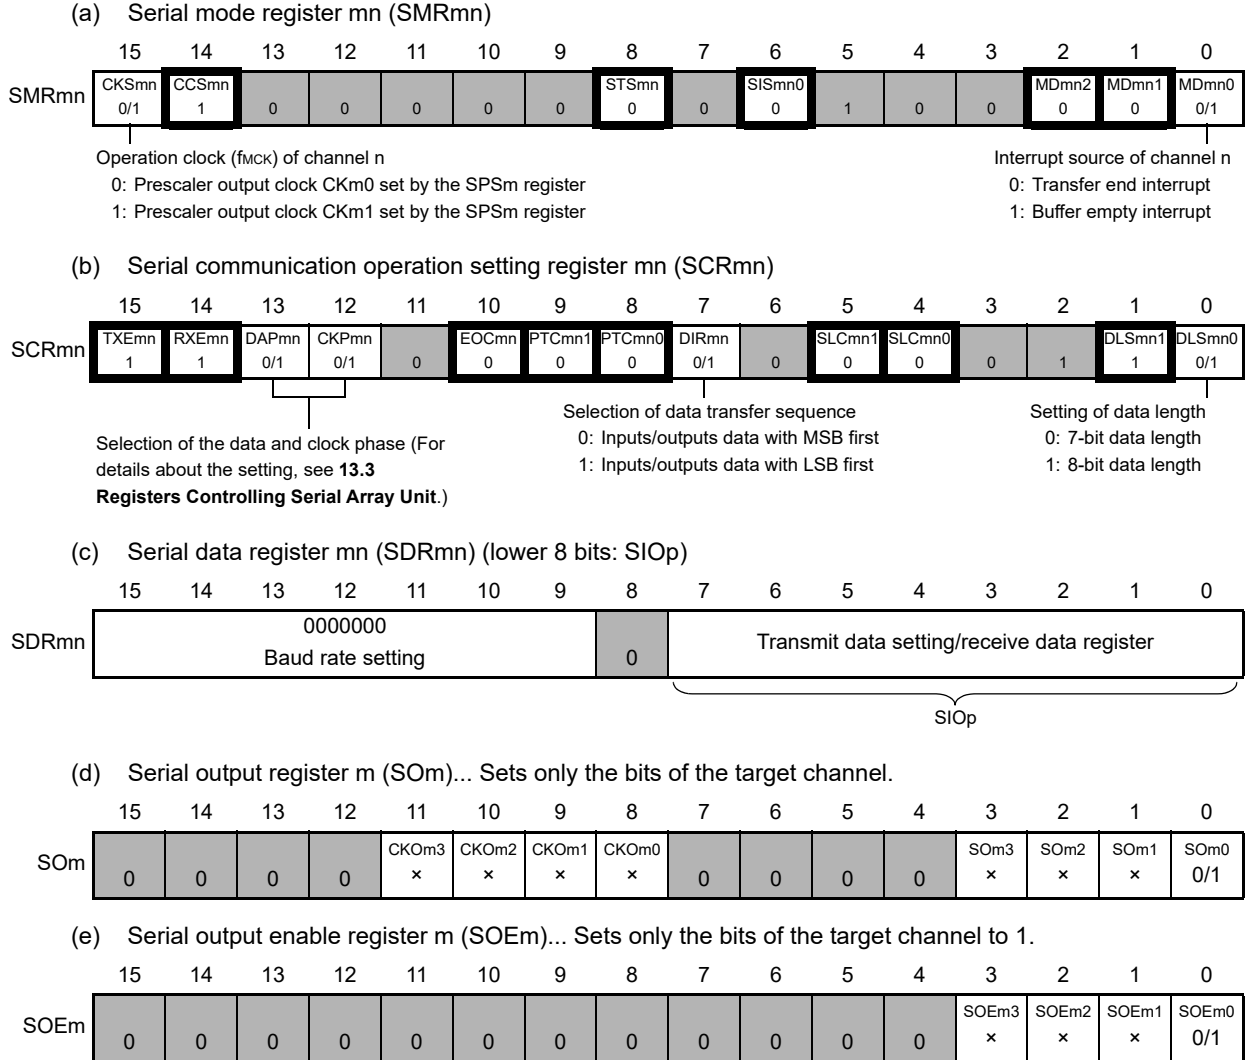 (a) Serial mode register mn (SMRmn)
15 14 13 12 11 10 9 8 7 6 5 4 3 2 1 0
SMRmn
CKSmn CCSmn STSmn SISmn0 MDmn2 MDmn1 MDmn0
0/1 1 0 0 0 0 0 0 0 0 1 0 0 0 0 0/1
Operation clock (fMCK) of channel n
0: Prescaler output clock CKm0 set by the SPSm register
1: Prescaler output clock CKm1 set by the SPSm register
Interrupt source of channel n
0: Transfer end interrupt
1: Buffer empty interrupt
(b) Serial communication operation setting register mn (SCRmn)
15 14 13 12 11 10 9 8 7 6 5 4 3 2 1 0
SCRmn
TXEmn RXEmn DAPmn CKPmn EOCmn PTCmn1 PTCmn0 DIRmn SLCmn1 SLCmn0 DLSmn1 DLSmn0
1 1 0/1 0/1 0 0 0 0 0/1 0 0 0 0 1 1 0/1
Selection of the data and clock phase (For
details about the setting, see 13.3
Registers Controlling Serial Array Unit.)
Selection of data transfer sequence
0: Inputs/outputs data with MSB first
1: Inputs/outputs data with LSB first
Setting of data length
0: 7-bit data length
1: 8-bit data length
(c) Serial data register mn (SDRmn) (lower 8 bits: SIOp)
15 14 13 12 11 10 9 8 7 6 5 4 3 2 1 0
SDRmn
0000000
Baud rate setting
0
Transmit data setting/receive data register
SIOp
(d) Serial output register m (SOm)... Sets only the bits of the target channel.
15 14 13 12 11 10 9 8 7 6 5 4 3 2 1 0
SOm
CKOm3 CKOm2 CKOm1 CKOm0 SOm3 SOm2 SOm1 SOm0
0 0 0 0 × × × × 0 0 0 0 × × × 0/1
(e) Serial output enable register m (SOEm)... Sets only the bits of the target channel to 1.
15 14 13 12 11 10 9 8 7 6 5 4 3 2 1 0
SOEm
SOEm3 SOEm2 SOEm1 SOEm0
0 0 0 0 0 0 0 0 0 0 0 0 × × × 0/1